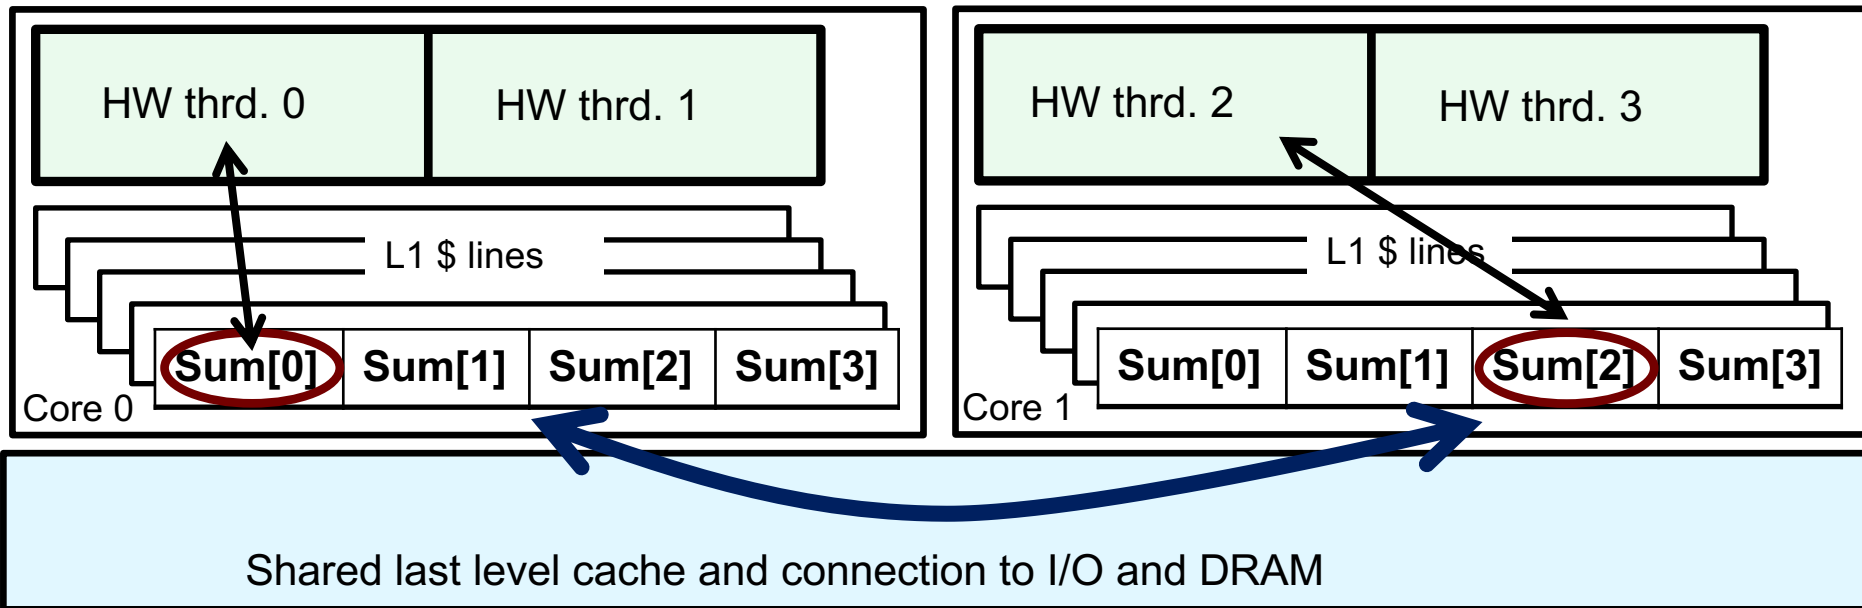 HW thrd. 0
HW thrd. 1
L1 $ lines
Sum[0] Sum[1] Sum[2] Sum[3]
Core 0
HW thrd. 2
HW thrd. 3
L1 $ lines
Sum[0] Sum[1] Sum[2] Sum[3]
Core 1
Shared last level cache and connection to I/O and DRAM